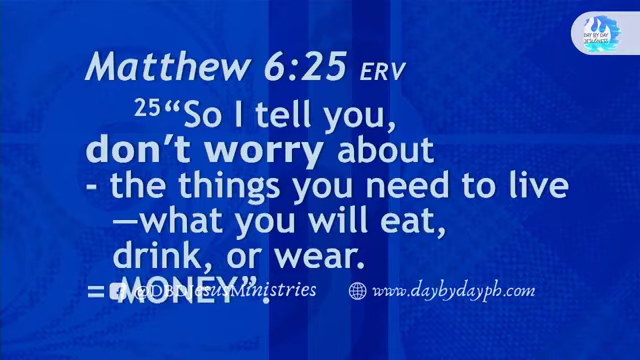 DAY BY DAY
Matthew 6:25 ERV
25“So I tell you,
don’t worry about
- the things you need to live
—what you will eat,
drink, or wear.
= MONEY”.
@DBDJesusMinistries
www.daybydayph.com